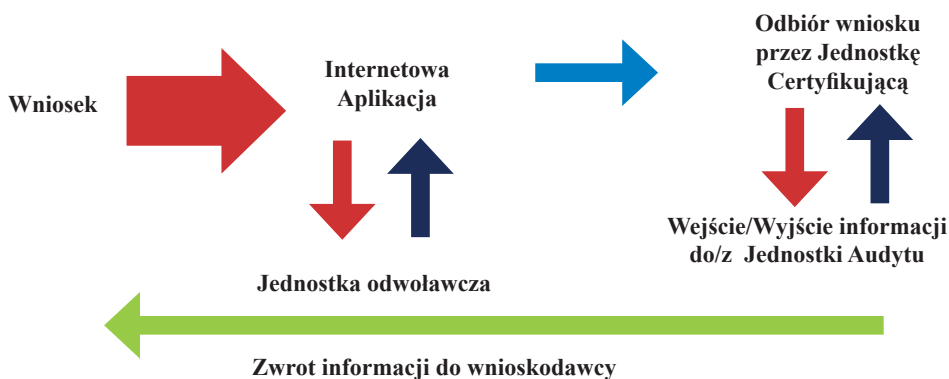 Wniosek
Internetowa
Aplikacja
Odbiór wniosku
przez Jednostkę
Certyfikującą
Jednostka odwoławcza
Wejście/Wyjście informacji
do/z Jednostki Audytu
Zwrot informacji do wnioskodawcy